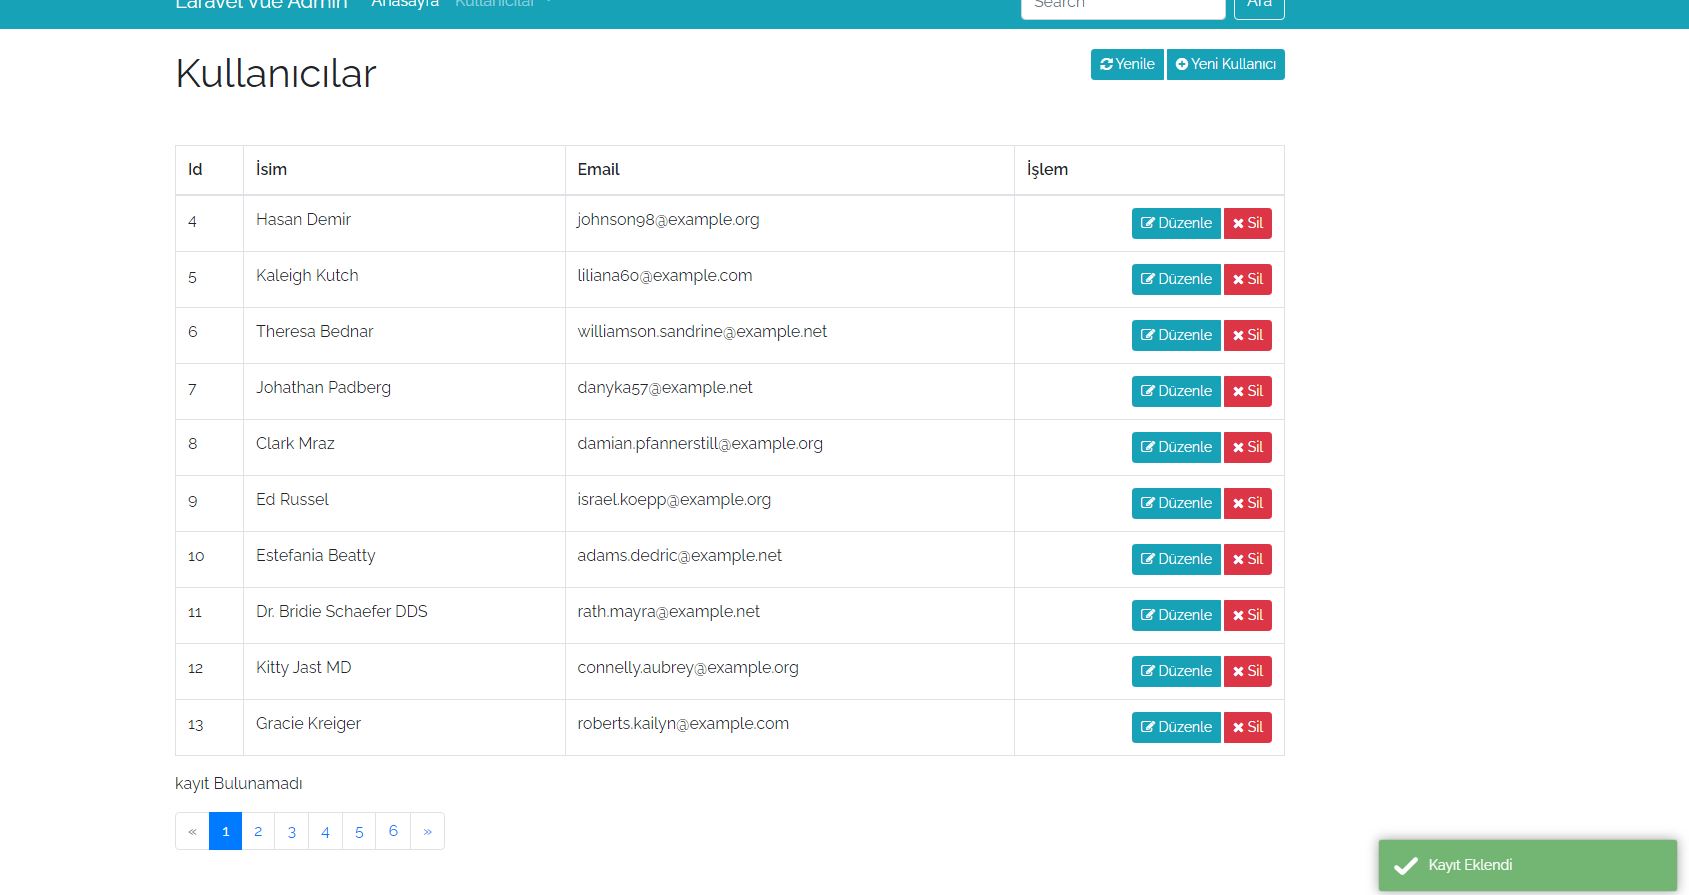 Laravel Vue Admin Anasayfa Kullanıcılar Search Ara
Kullanıcılar Yenile Yeni Kullanıcı
Id İsim Email İşlem
4 Hasan Demir johnson98@example.org Düzenle Sil
5 Kaleigh Kutch liliana60@example.com Düzenle Sil
6 Theresa Bednar williamson.sandrine@example.net Düzenle Sil
7 Johathan Padberg danyka57@example.net Düzenle Sil
8 Clark Mraz damian.pfannerstill@example.org Düzenle Sil
9 Ed Russel israel.koepp@example.org Düzenle Sil
10 Estefania Beatty adams.dedric@example.net Düzenle Sil
11 Dr. Bridie Schaefer DDS rath.mayra@example.net Düzenle Sil
12 Kitty Jast MD connelly.aubrey@example.org Düzenle Sil
13 Gracie Kreiger roberts.kailyn@example.com Düzenle Sil
kayıt Bulunamadı
« 1 2 3 4 5 6 »
Kayıt Eklendi